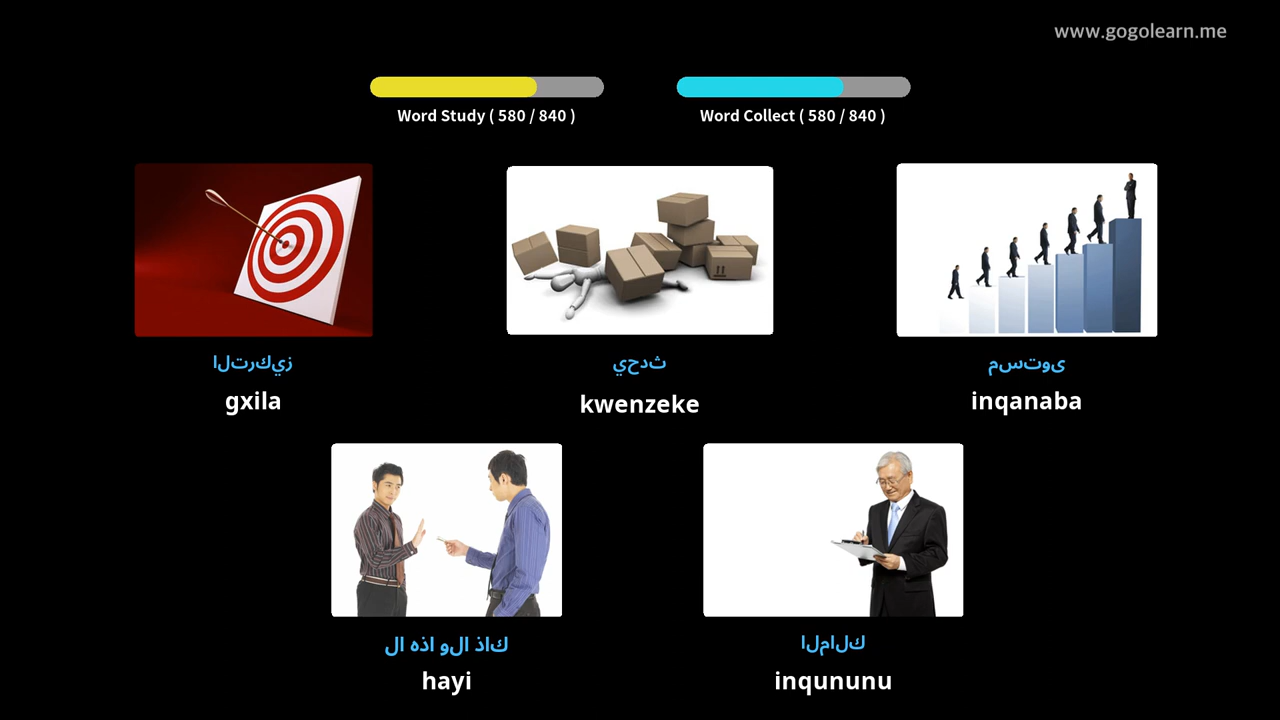 www.gogolearn.me
Word Study ( 580 / 840 )
Word Collect ( 580 / 840 )
التركيز
gxila
يحدث
kwenzeke
مستوى
inqanaba
لا هذا ولا ذاك
hayi
المالك
inqununu